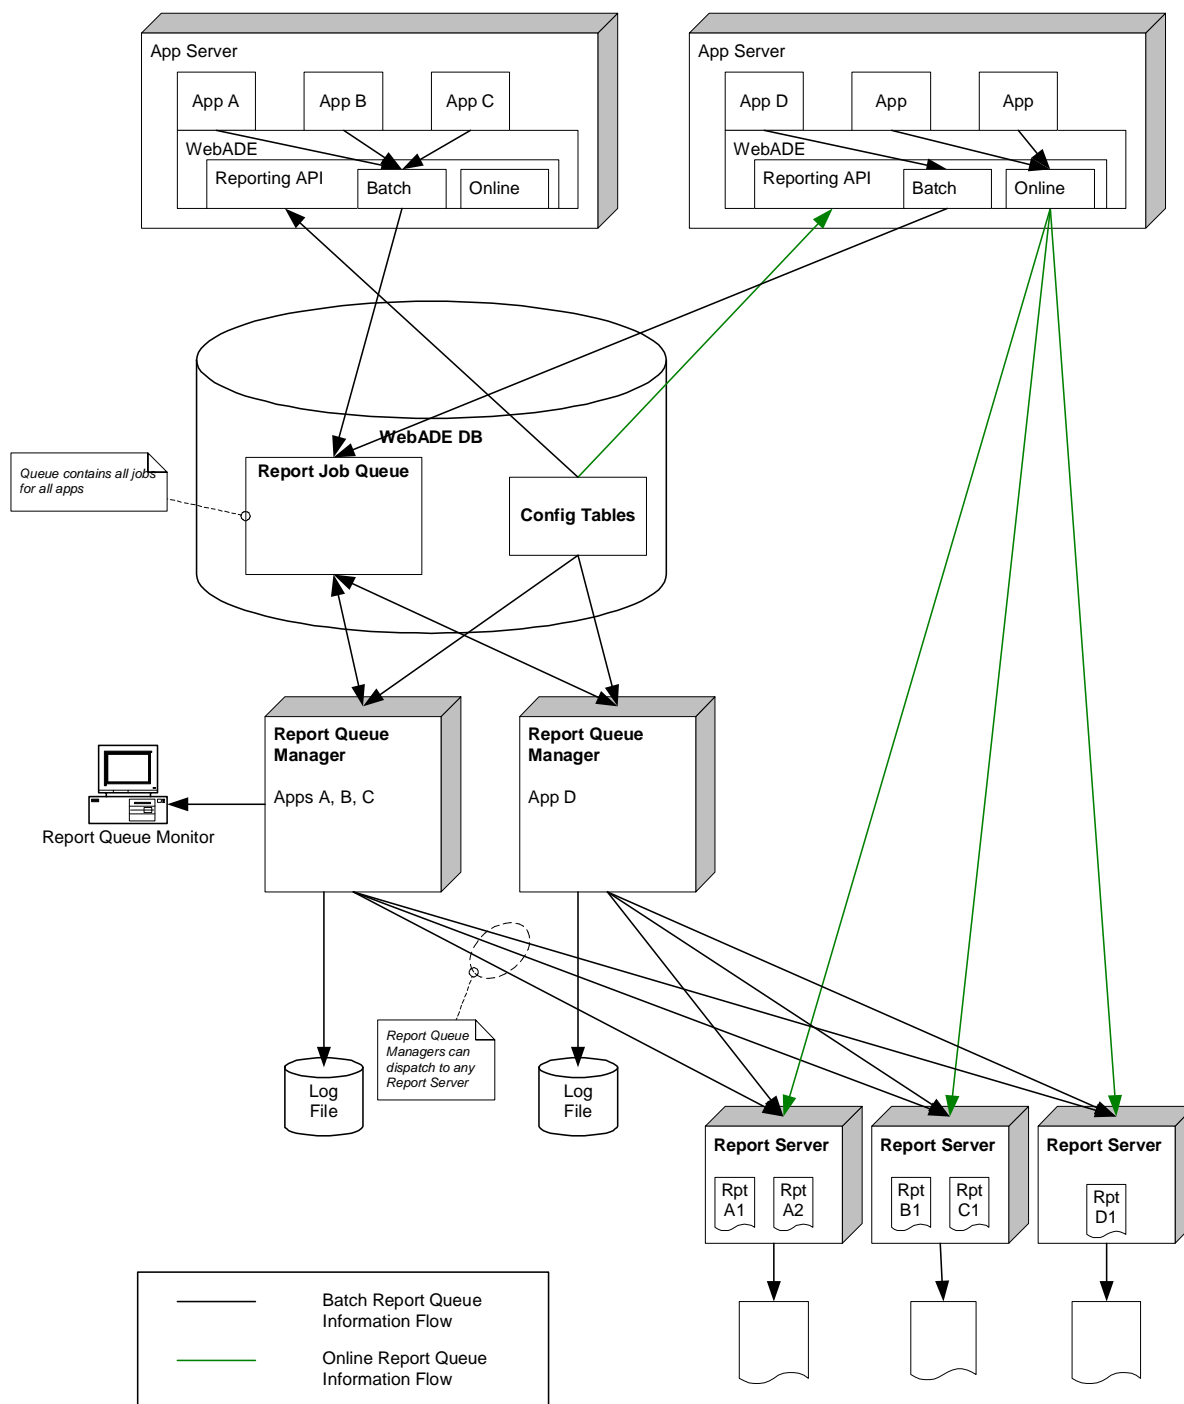 App Server
App A
App B
App C
WebADE
Reporting API
Batch
Online
App Server
App D
App
App
WebADE
Reporting API
Batch
Online
WebADE DB
Report Job Queue
Config Tables
Queue contains all jobs
for all apps
Report Queue
Manager
Apps A, B, C
Report Queue
Manager
App D
Report Queue Monitor
Report Queue
Managers can
dispatch to any
Report Server
Log
File
Log
File
Report Server
Rpt
A1
Rpt
A2
Report Server
Rpt
B1
Rpt
C1
Report Server
Rpt
D1
Batch Report Queue
Information Flow
Online Report Queue
Information Flow